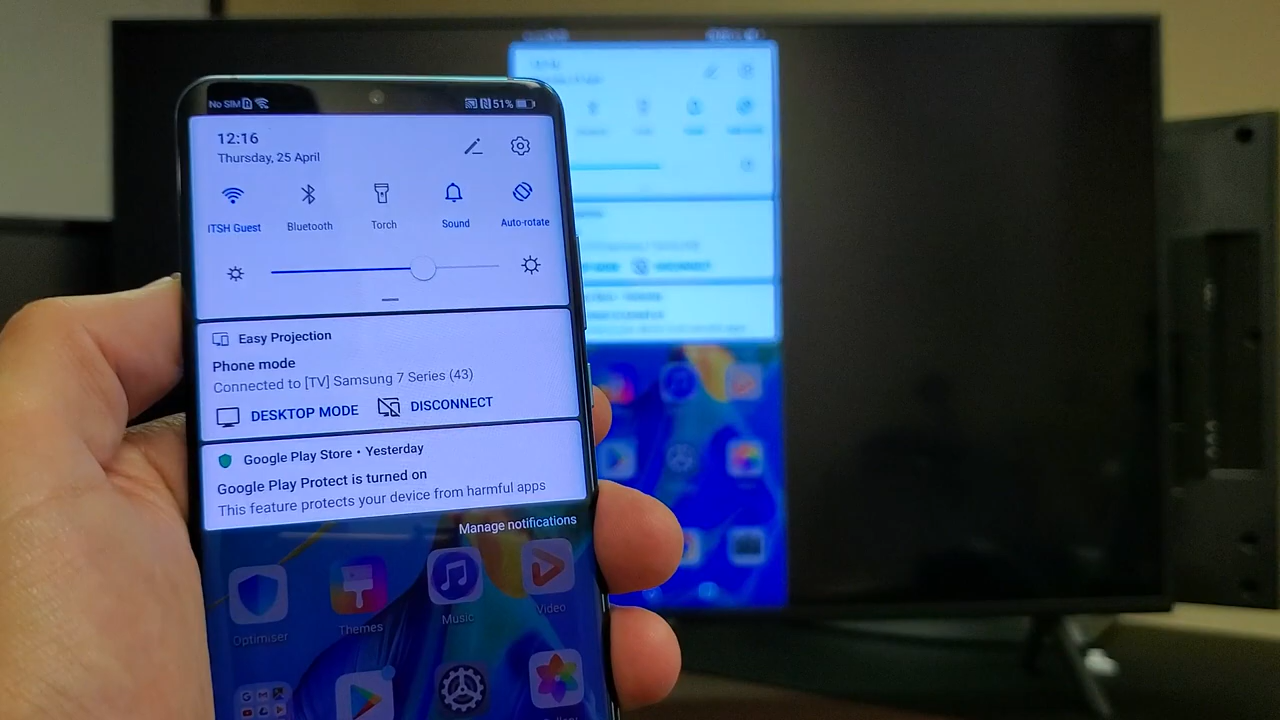 No SIM 51%
12:16
Thursday, 25 April
ITSH Guest Bluetooth Torch Sound Auto-rotate
Easy Projection
Phone mode
Connected to [TV] Samsung 7 Series (43)
DESKTOP MODE DISCONNECT
Google Play Store • Yesterday
Google Play Protect is turned on
This feature protects your device from harmful apps
Manage notifications
Optimiser Themes Music Video
DISCONNECT